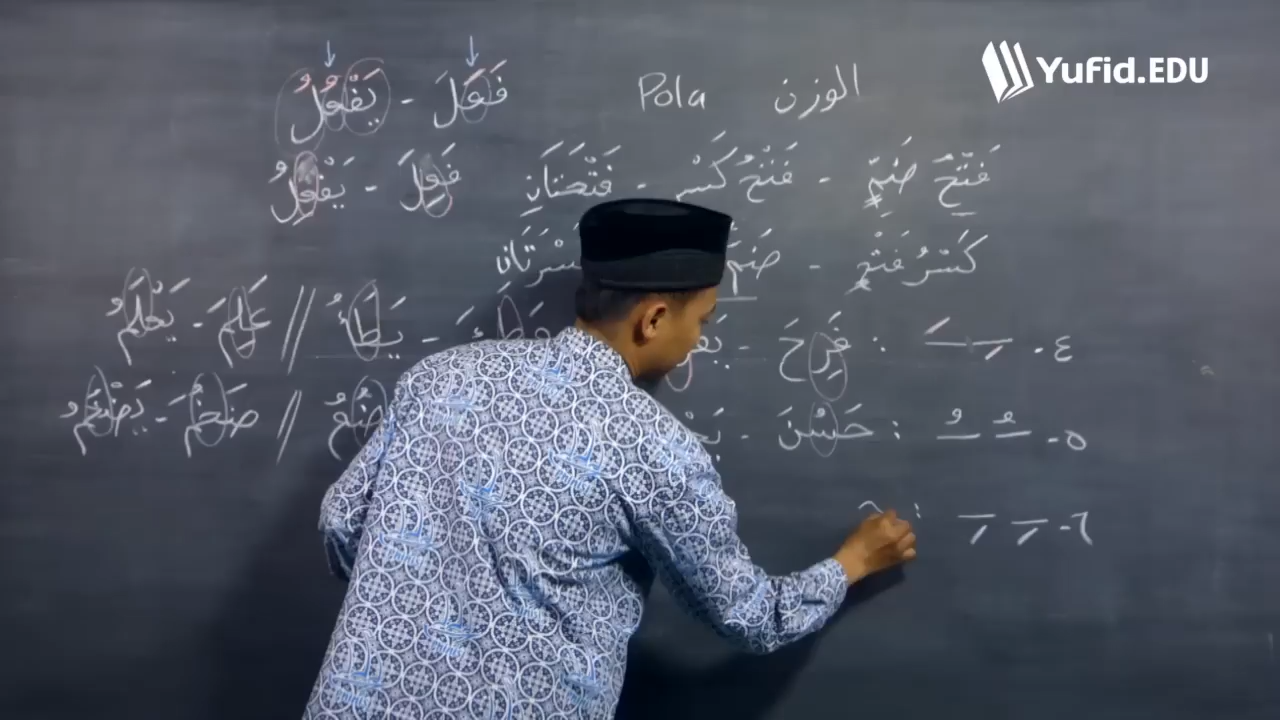 Yufid.EDU
الوزن Pola فَعَلَ - يَفْعُلُ
فَتْحُ ضَمٍّ - فَتْحُ كَسْرٍ - فَتْحَتَانِ فَعِلَ - يَفْعِلُ
كَسْرُ فَتْحٍ -
٤- : فَرِحَ - - يَطَأُ // عَلِمَ - يَعْلَمُ
٥- : حَسُنَ - // ضَخُمَ - يَضْخُمُ
٦- :